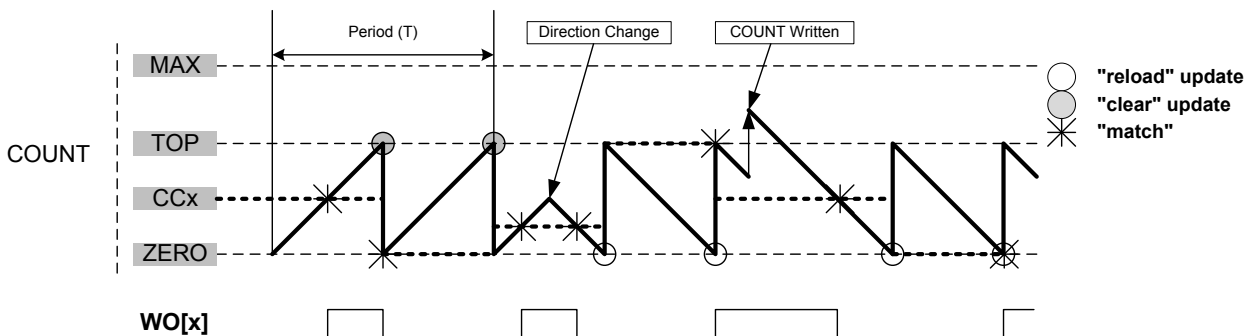 Period (T)
Direction Change
COUNT Written
MAX
"reload" update
"clear" update
TOP
"match"
COUNT
CCx
ZERO
WO[x]